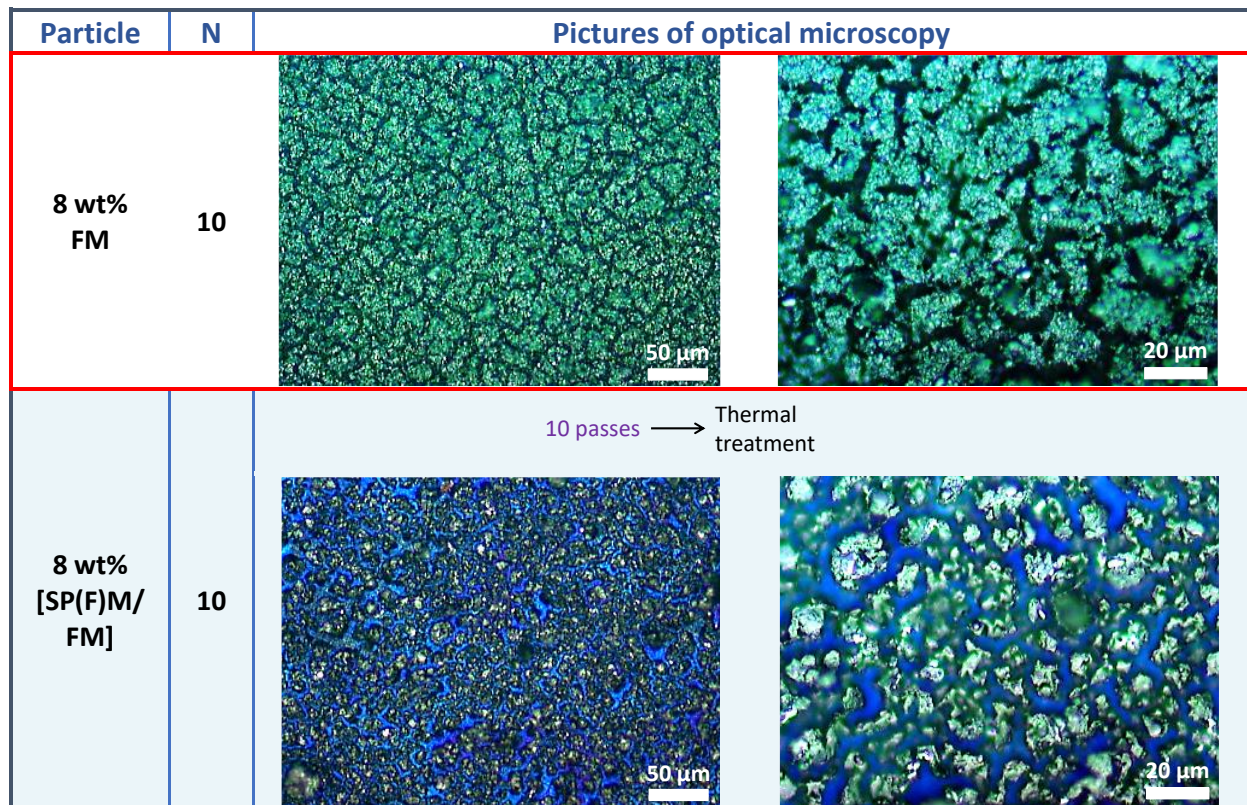 Particle N Pictures of optical microscopy
8 wt%
FM
10
50 µm
20 µm
10 passes → Thermal
treatment
8 wt%
[SP(F)M/
FM]
10
50 µm
20 µm